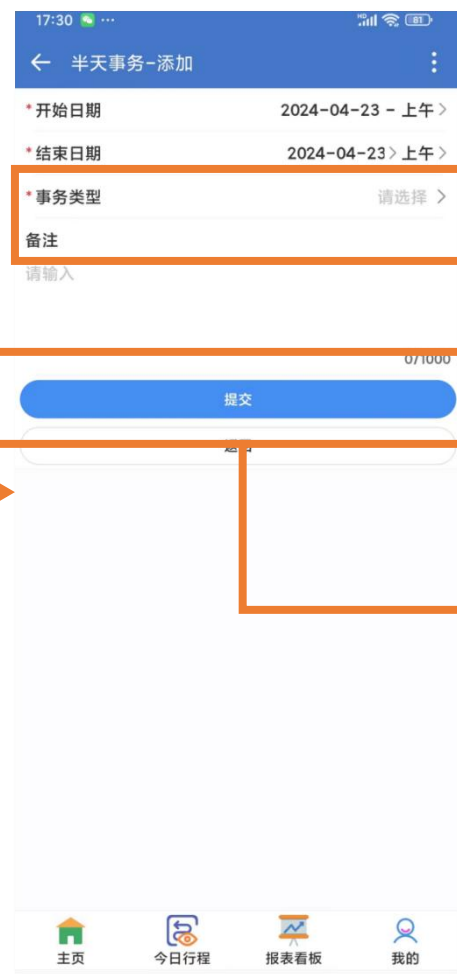 17:30 ···
HD 81
← 半天事务-添加
*开始日期 2024-04-23 - 上午 >
*结束日期 2024-04-23 > 上午 >
*事务类型 请选择 >
备注
请输入
0/1000
提交
主页 今日行程 报表看板 我的